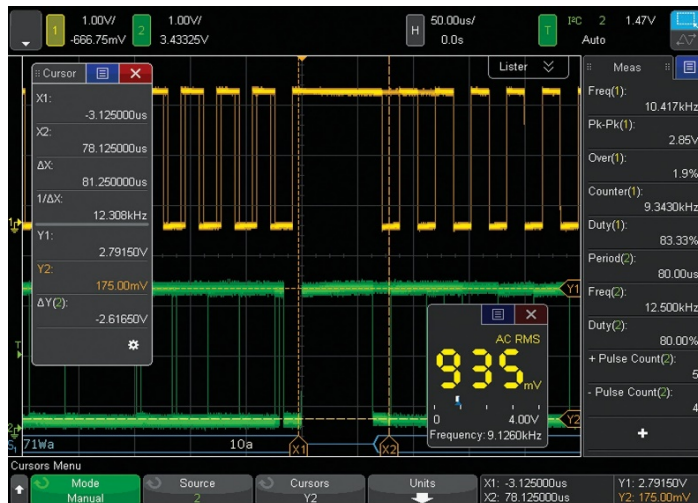 1 1.00V/ -666.75mV 2 1.00V/ 3.43325V H 50.00us/ 0.0s T I²C 2 1.47V Auto
Cursor
X1:
-3.125000us
X2:
78.125000us
ΔX:
81.250000us
1/ΔX:
12.308kHz
Y1:
2.79150V
Y2:
175.00mV
ΔY(2):
-2.61650V
Lister
Meas
Freq(1):
10.417kHz
Pk-Pk(1):
2.85V
Over(1):
1.9%
Counter(1):
9.3430kHz
Duty(1):
83.33%
Period(2):
80.00us
Freq(2):
12.500kHz
Duty(2):
80.00%
+ Pulse Count(2):
5
- Pulse Count(2):
4
1
Y1
T
AC RMS
935 mV
0 4.00V
Frequency: 9.1260kHz
2
Y2
S₁ 71Wa 10a X1 X2
Cursors Menu
Mode
Manual
Source
2
Cursors
Y2
Units
X1: -3.125000us
X2: 78.125000us
Y1: 2.79150V
Y2: 175.00mV